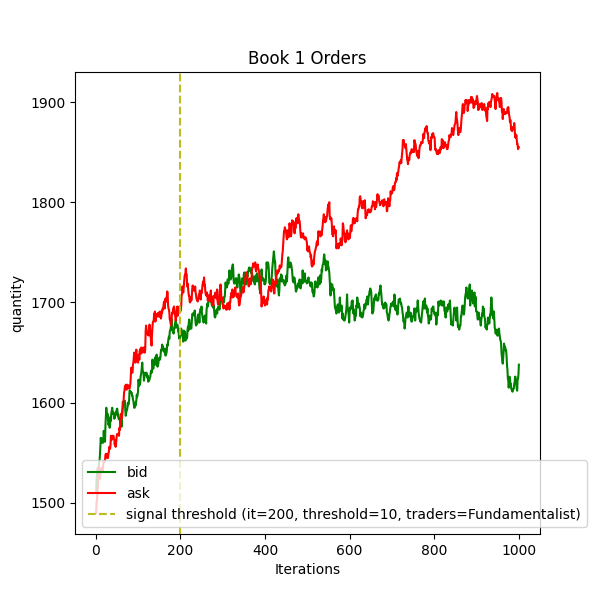 Book 1 Orders
quantity
1900
1800
1700
1600
1500
bid
ask
signal threshold (it=200, threshold=10, traders=Fundamentalist)
0 200 400 600 800 1000
Iterations